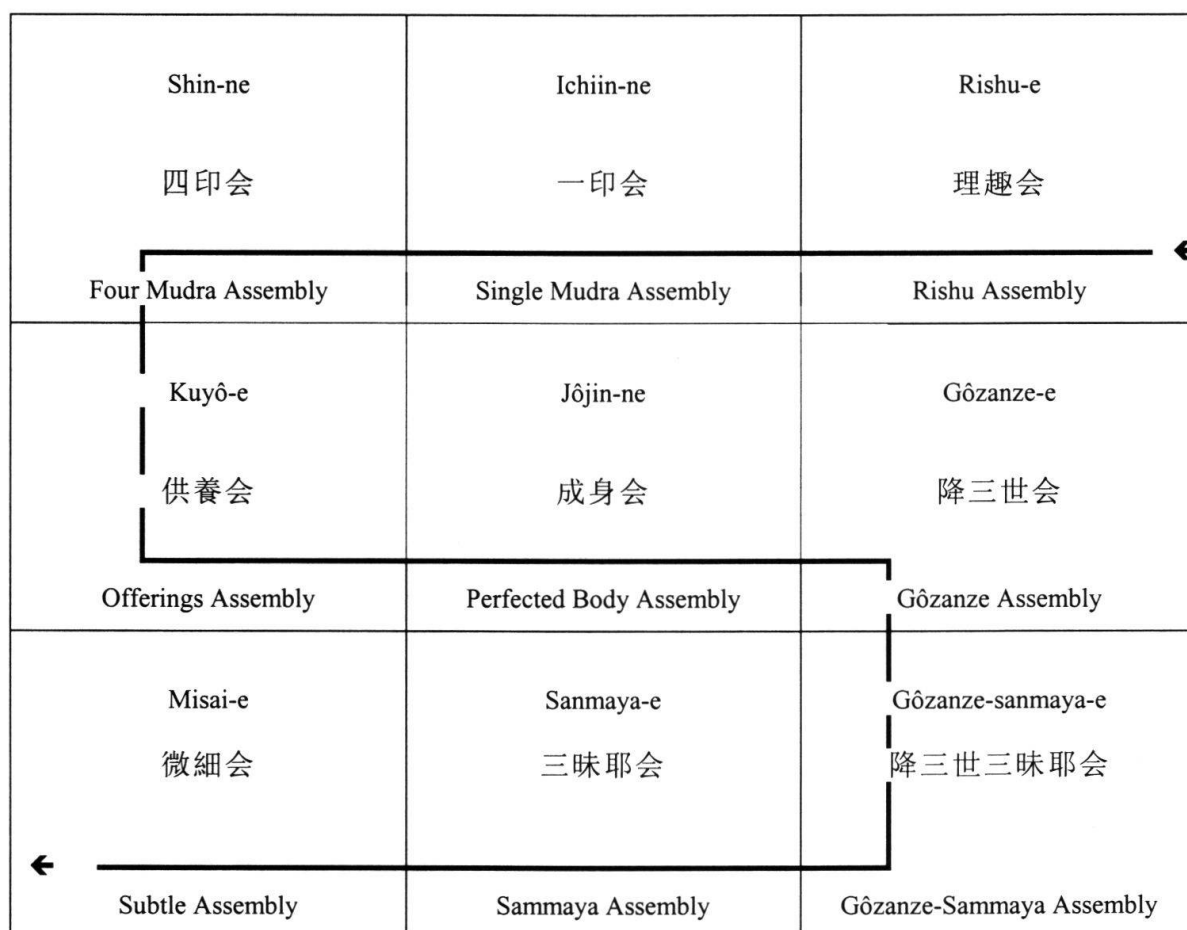 Shin-ne
四印会
Four Mudra Assembly
Ichiin-ne
一印会
Single Mudra Assembly
Rishu-e
理趣会
Rishu Assembly
Kuyô-e
供養会
Offerings Assembly
Jôjin-ne
成身会
Perfected Body Assembly
Gôzanze-e
降三世会
Gôzanze Assembly
Misai-e
微細会
Subtle Assembly
Sanmaya-e
三昧耶会
Sammaya Assembly
Gôzanze-sanmaya-e
降三世三昧耶会
Gôzanze-Sammaya Assembly